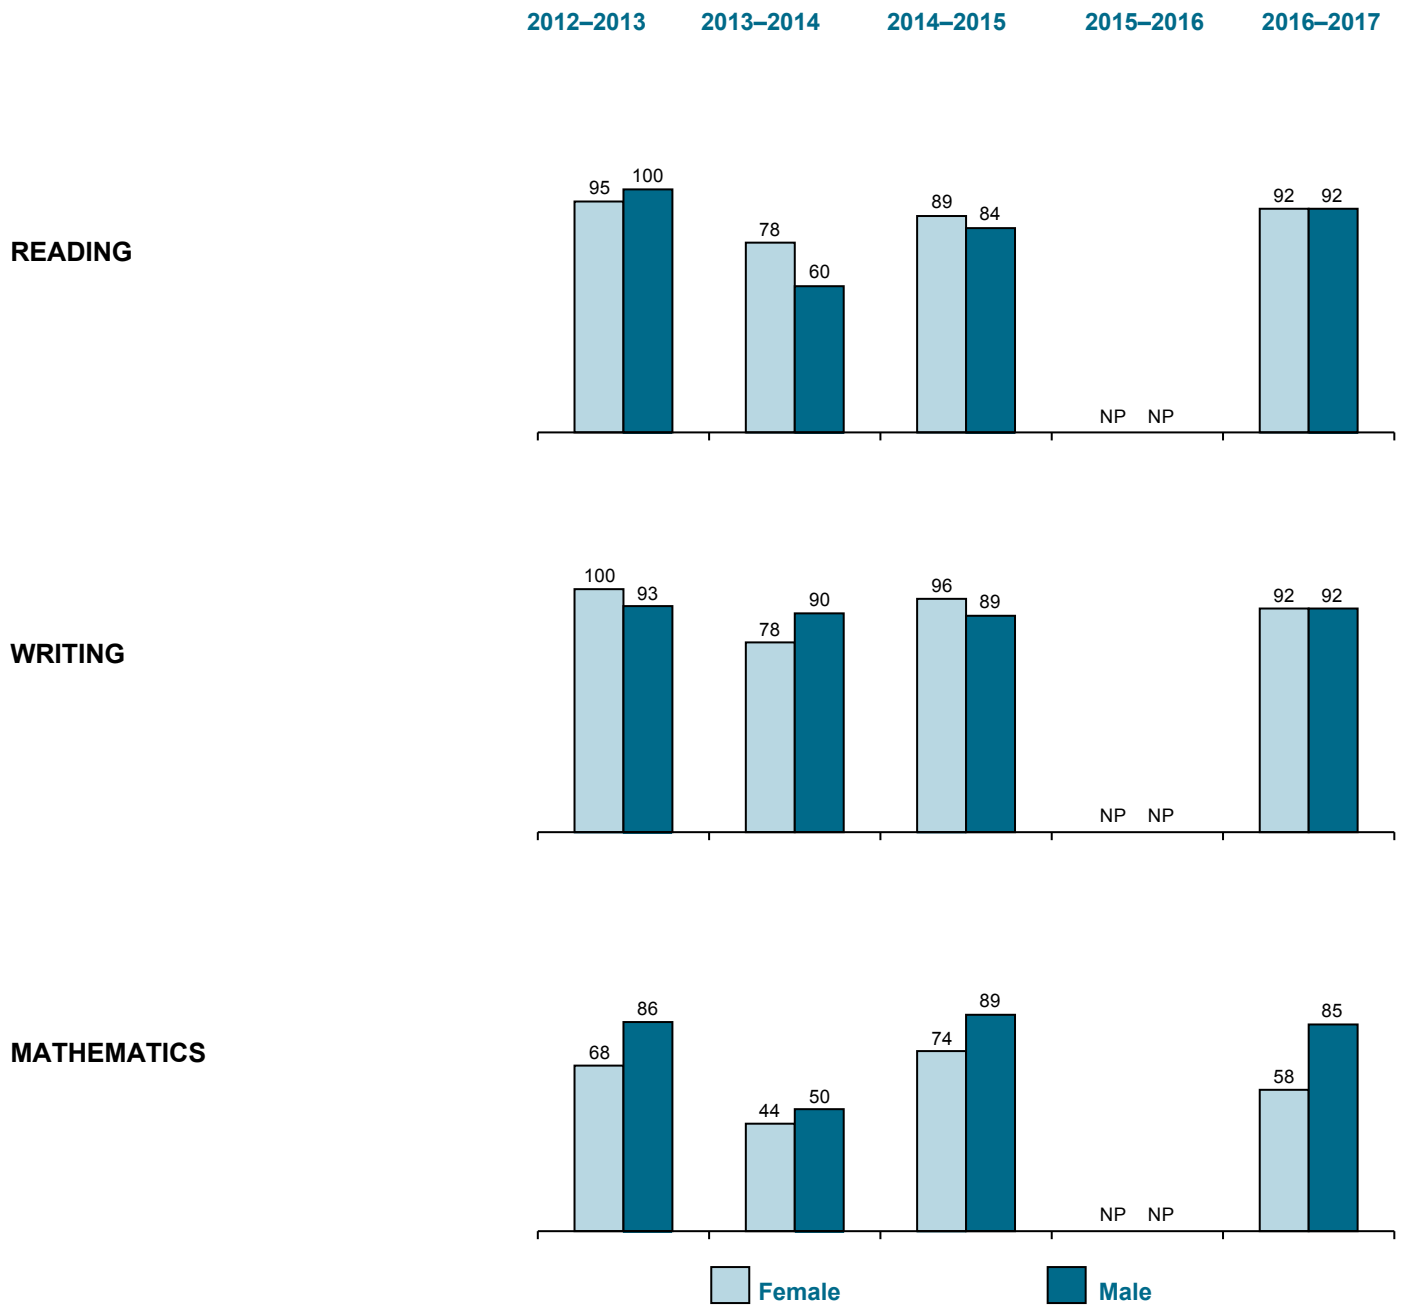 2012–2013 2013–2014 2014–2015 2015–2016 2016–2017
READING
95 100 78 60 89 84 NP NP 92 92
WRITING
100 93 78 90 96 89 NP NP 92 92
MATHEMATICS
68 86 44 50 74 89 NP NP 58 85
Female Male